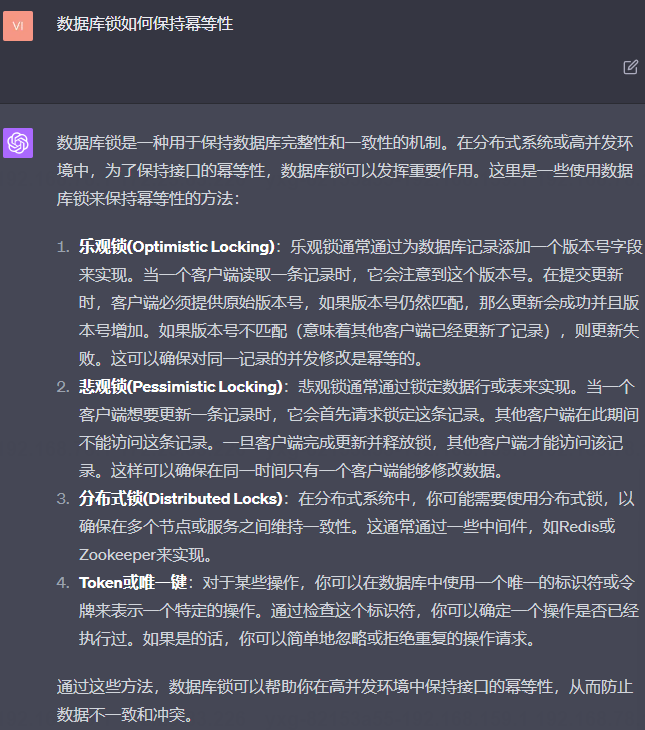 VI
数据库锁如何保持幂等性
数据库锁是一种用于保持数据库完整性和一致性的机制。在分布式系统或高并发环
境中，为了保持接口的幂等性，数据库锁可以发挥重要作用。这里是一些使用数据
库锁来保持幂等性的方法：
1. 乐观锁(Optimistic Locking)：乐观锁通常通过为数据库记录添加一个版本号字段
来实现。当一个客户端读取一条记录时，它会注意到这个版本号。在提交更新
时，客户端必须提供原始版本号，如果版本号仍然匹配，那么更新会成功并且版
本号增加。如果版本号不匹配（意味着其他客户端已经更新了记录），则更新失
败。这可以确保对同一记录的并发修改是幂等的。
2. 悲观锁(Pessimistic Locking)：悲观锁通常通过锁定数据行或表来实现。当一个
客户端想要更新一条记录时，它会首先请求锁定这条记录。其他客户端在此期间
不能访问这条记录。一旦客户端完成更新并释放锁，其他客户端才能访问该记
录。这样可以确保在同一时间只有一个客户端能够修改数据。
3. 分布式锁(Distributed Locks)：在分布式系统中，你可能需要使用分布式锁，以
确保在多个节点或服务之间维持一致性。这通常通过一些中间件，如Redis或
Zookeeper来实现。
4. Token或唯一键：对于某些操作，你可以在数据库中使用一个唯一的标识符或令
牌来表示一个特定的操作。通过检查这个标识符，你可以确定一个操作是否已经
执行过。如果是的话，你可以简单地忽略或拒绝重复的操作请求。
通过这些方法，数据库锁可以帮助你在高并发环境中保持接口的幂等性，从而防止
数据不一致和冲突。